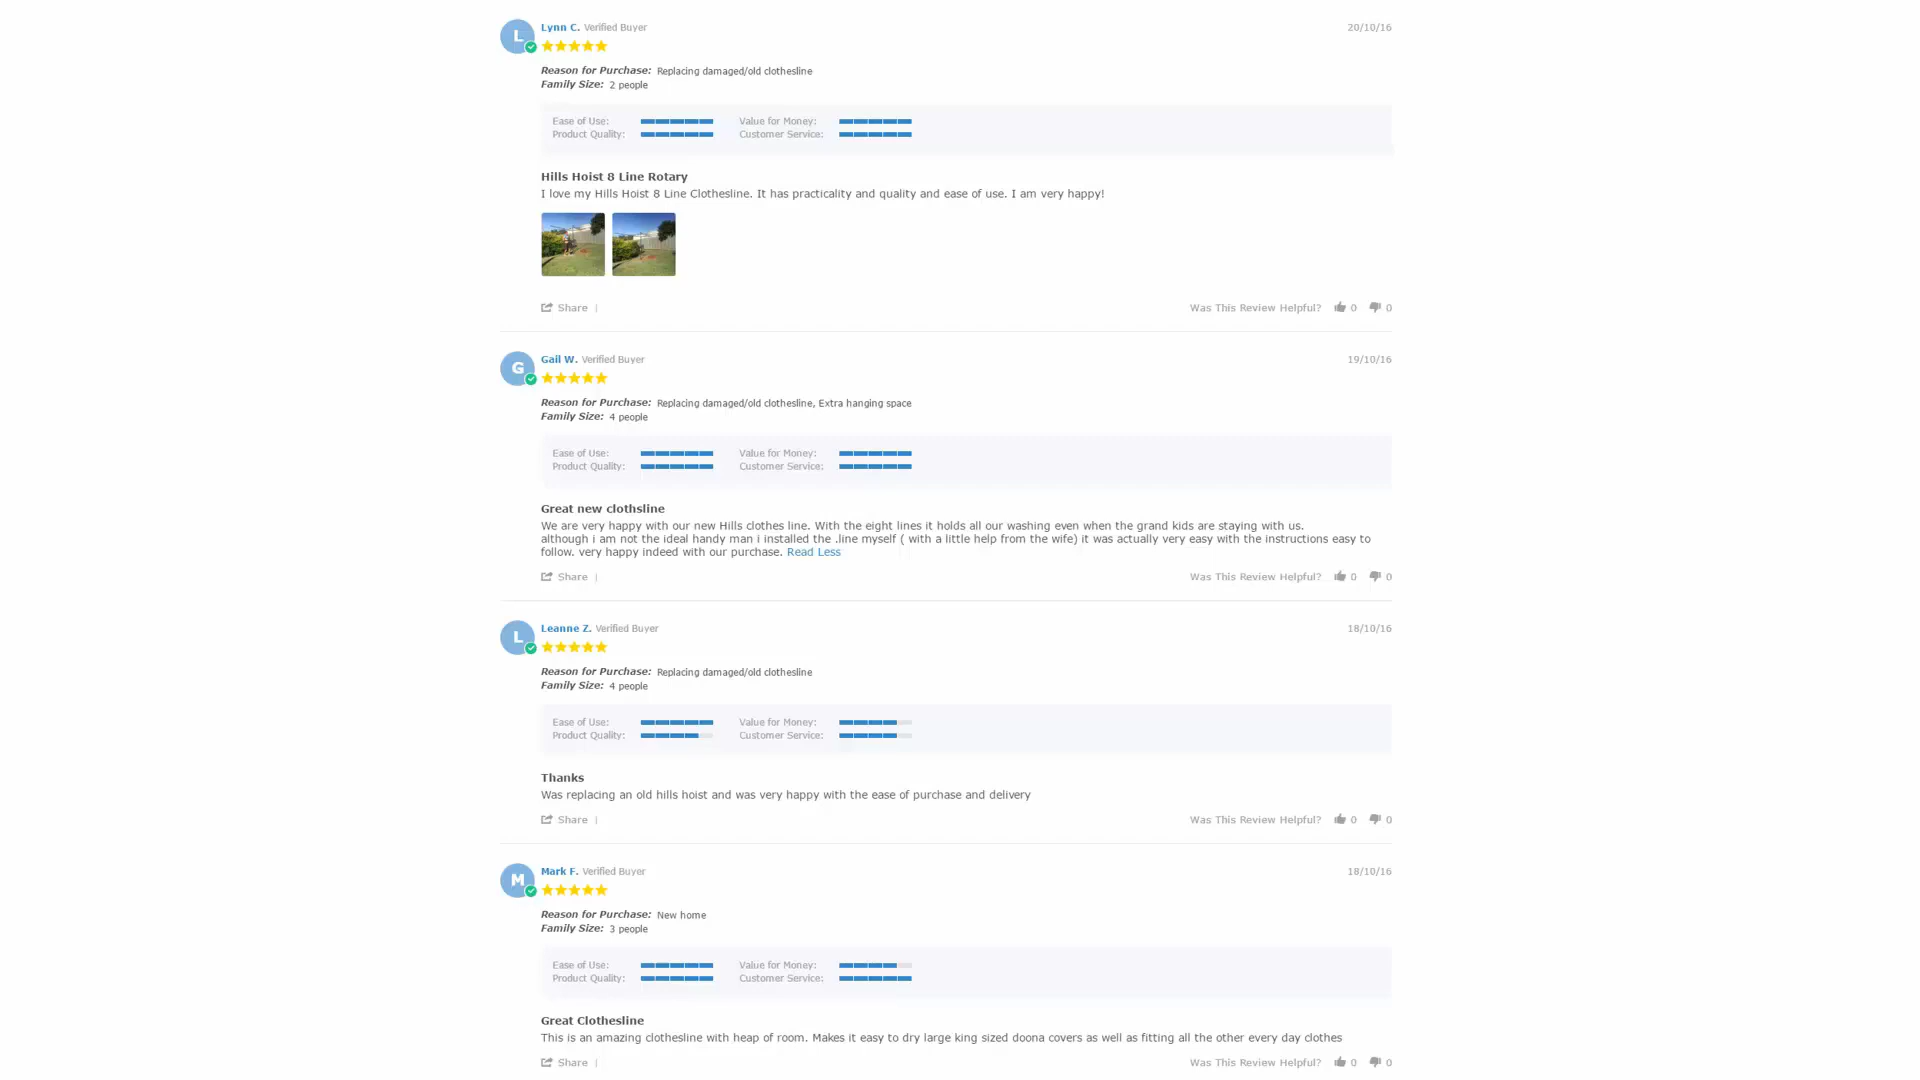 L
Lynn C. Verified Buyer 20/10/16
Reason for Purchase: Replacing damaged/old clothesline
Family Size: 2 people
Ease of Use: Value for Money:
Product Quality: Customer Service:
Hills Hoist 8 Line Rotary
I love my Hills Hoist 8 Line Clothesline. It has practicality and quality and ease of use. I am very happy!
Share | Was This Review Helpful? 0 0
G
Gail W. Verified Buyer 19/10/16
Reason for Purchase: Replacing damaged/old clothesline, Extra hanging space
Family Size: 4 people
Ease of Use: Value for Money:
Product Quality: Customer Service:
Great new clothsline
We are very happy with our new Hills clothes line. With the eight lines it holds all our washing even when the grand kids are staying with us.
although i am not the ideal handy man i installed the .line myself ( with a little help from the wife) it was actually very easy with the instructions easy to
follow. very happy indeed with our purchase. Read Less
Share | Was This Review Helpful? 0 0
L
Leanne Z. Verified Buyer 18/10/16
Reason for Purchase: Replacing damaged/old clothesline
Family Size: 4 people
Ease of Use: Value for Money:
Product Quality: Customer Service:
Thanks
Was replacing an old hills hoist and was very happy with the ease of purchase and delivery
Share | Was This Review Helpful? 0 0
M
Mark F. Verified Buyer 18/10/16
Reason for Purchase: New home
Family Size: 3 people
Ease of Use: Value for Money:
Product Quality: Customer Service:
Great Clothesline
This is an amazing clothesline with heap of room. Makes it easy to dry large king sized doona covers as well as fitting all the other every day clothes
Share | Was This Review Helpful? 0 0